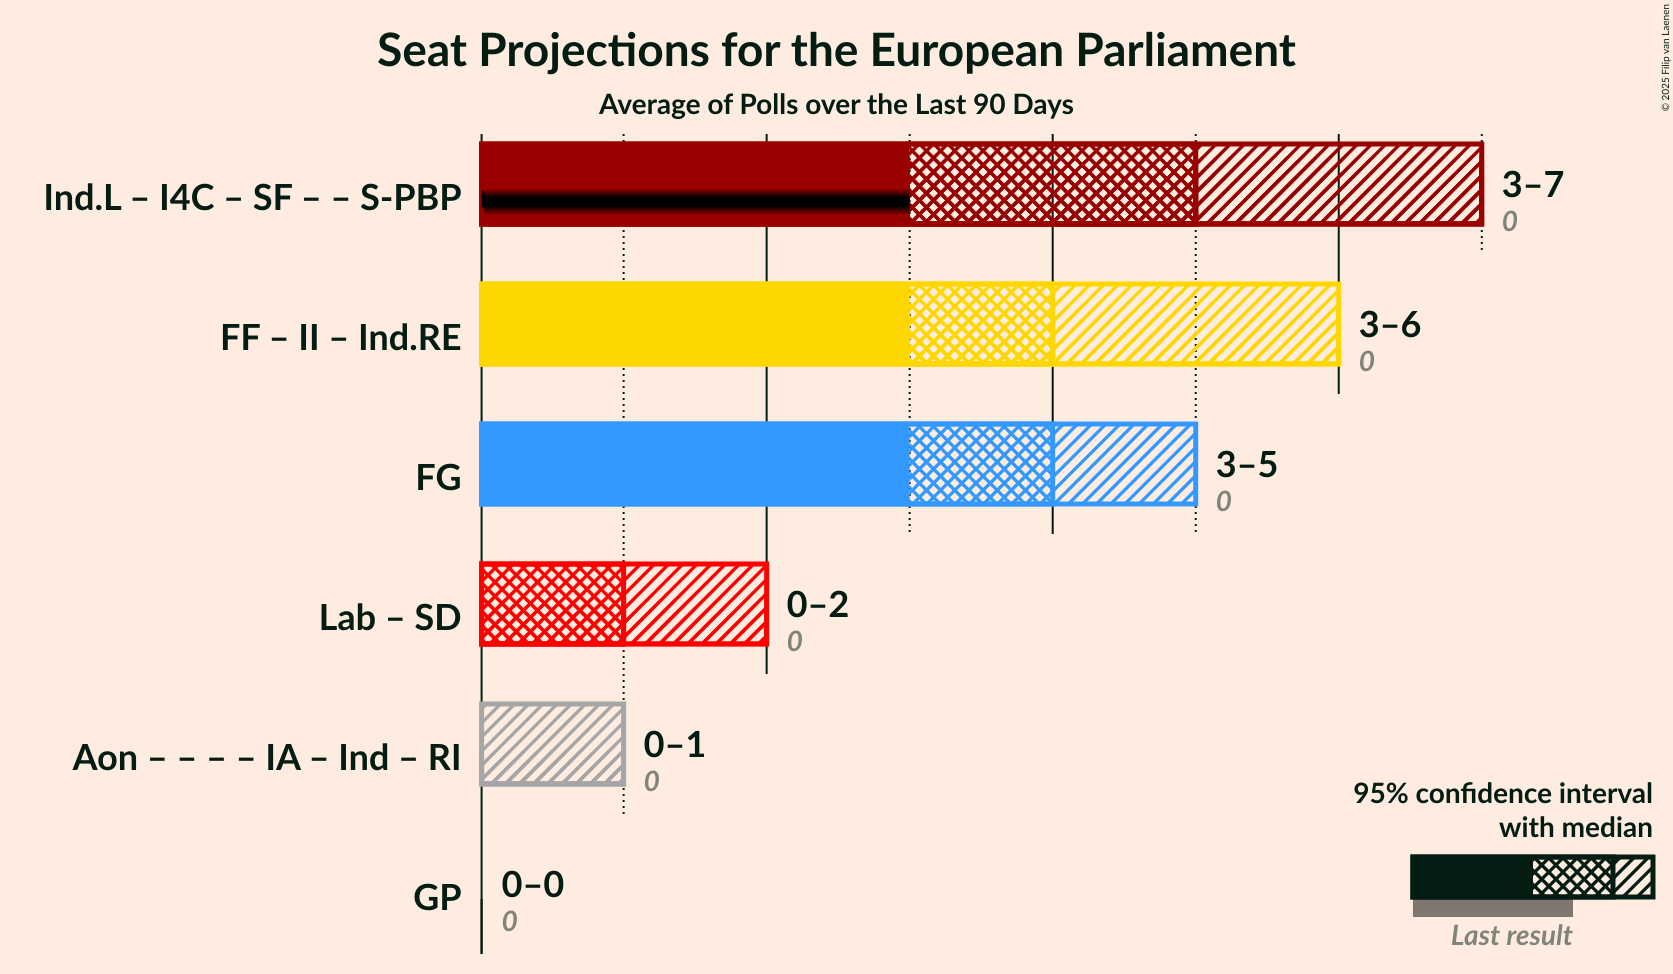 Seat Projections for the European Parliament
Average of Polls over the Last 90 Days
© 2025 Filip van Laenen
Ind.L – I4C – SF – – S-PBP
3–7
0
FF – II – Ind.RE
3–6
0
FG
3–5
0
Lab – SD
0–2
0
Aon – – – – IA – Ind – RI
0–1
0
GP
0–0
0
95% confidence interval
with median
Last result